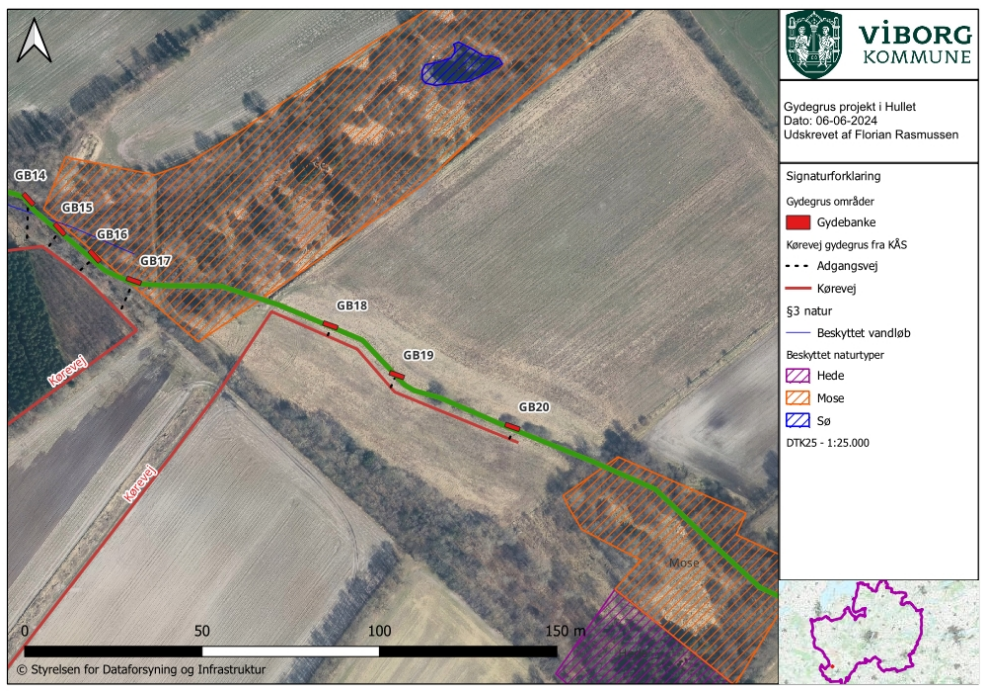 VIBORG
KOMMUNE
Gydegrus projekt i Hullet
Dato: 06-06-2024
Udskrevet af Florian Rasmussen
Signaturforklaring
Gydegrus områder
Gydebanke
Kørevej gydegrus fra KÅS
Adgangsvej
Kørevej
§3 natur
Beskyttet vandløb
Beskyttet naturtyper
Hede
Mose
Sø
DTK25 - 1:25.000
GB14
GB15
GB16
GB17
GB18
GB19
GB20
Kørevej
Kørevej
Mose
0 50 100 150 m
© Styrelsen for Dataforsyning og Infrastruktur